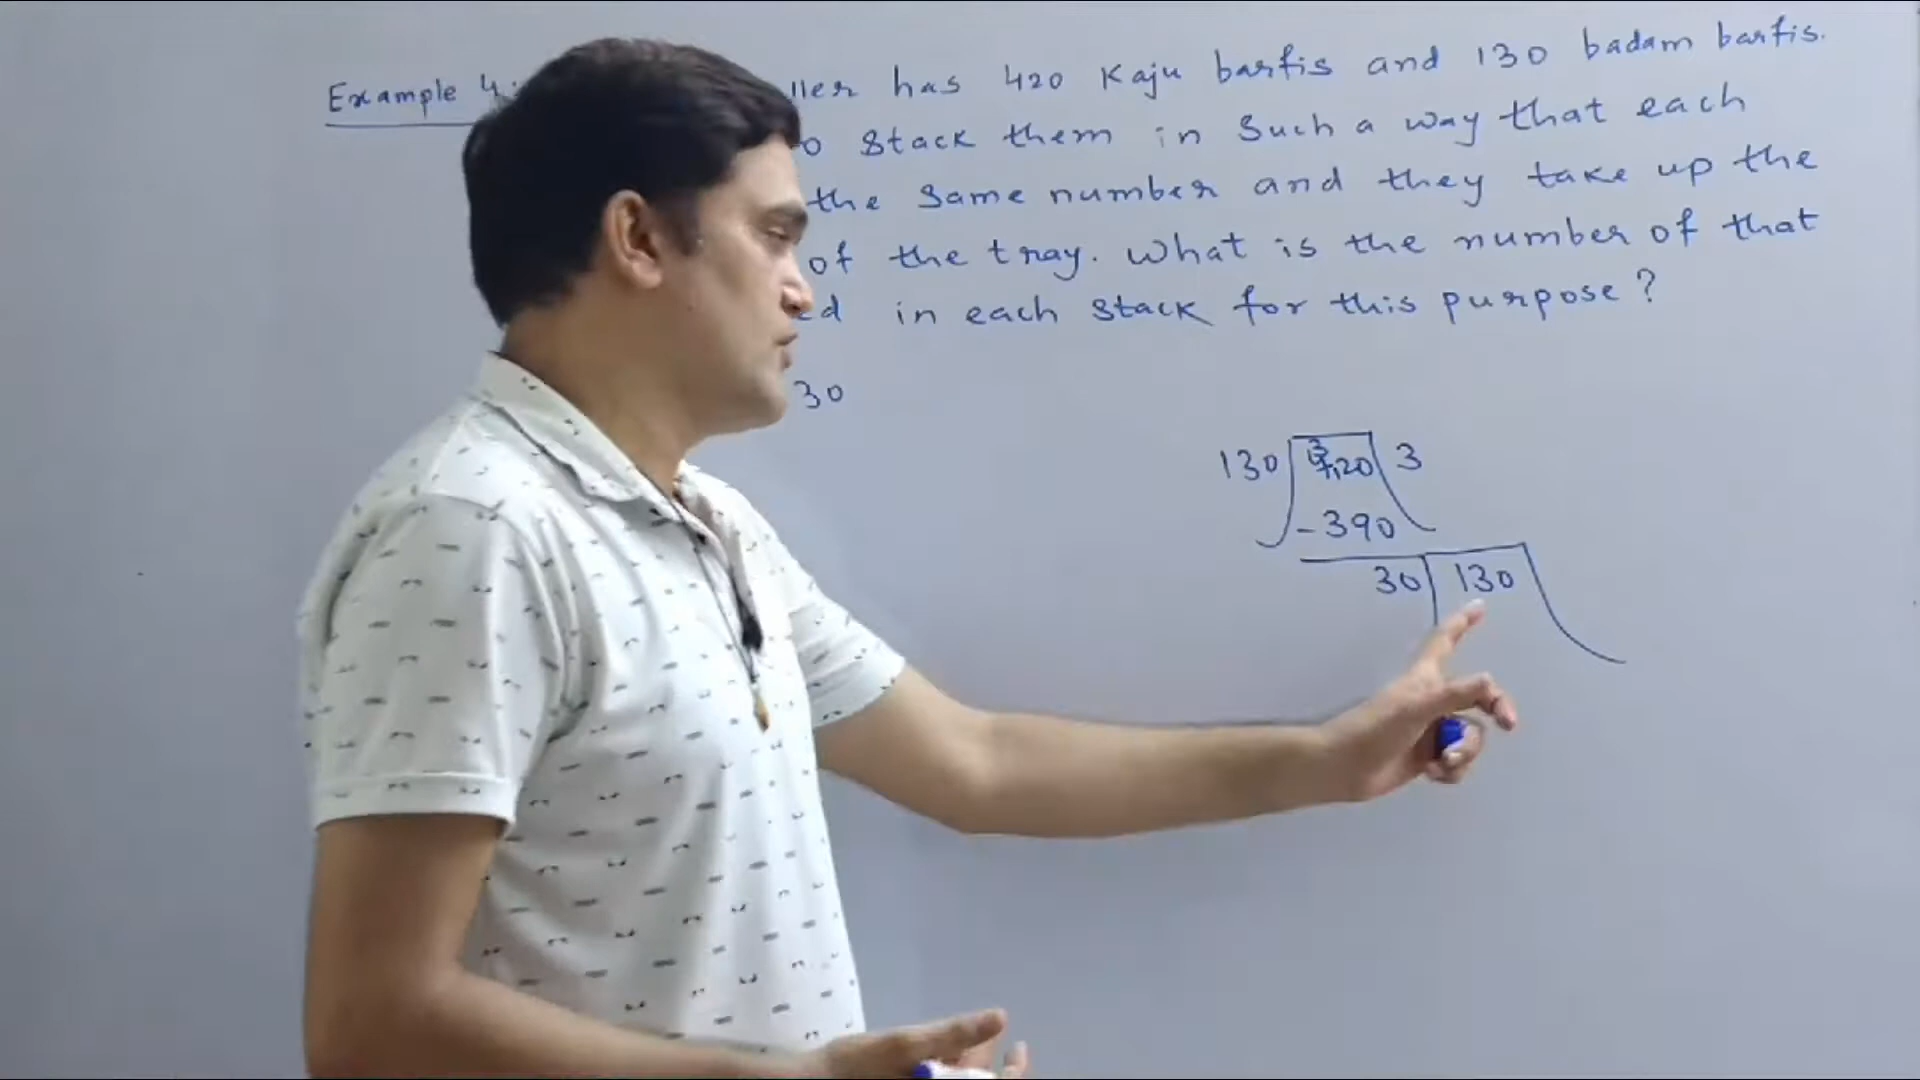 Example 4: ller has 420 Kaju barfis and 130 badam barfis.
o stack them in such a way that each
the same number and they take up the
of the tray. What is the number of that
ed in each stack for this purpose?
30
130 420 3
-390
30 130